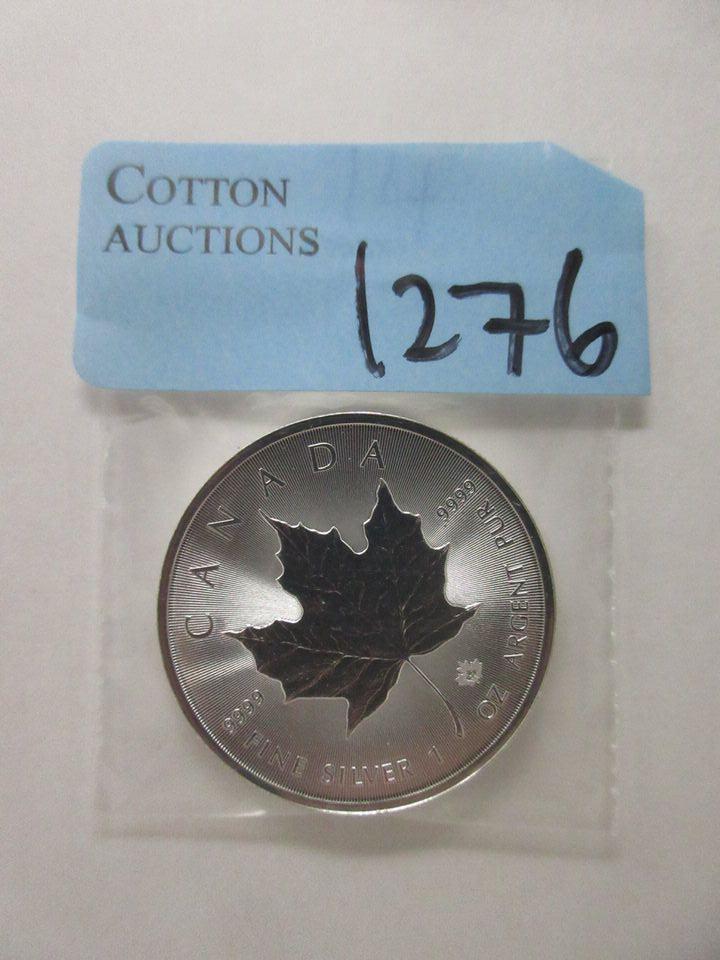 COTTON
AUCTIONS
1276
CANADA
9999
9999
FINE SILVER 1 OZ ARGENT PUR